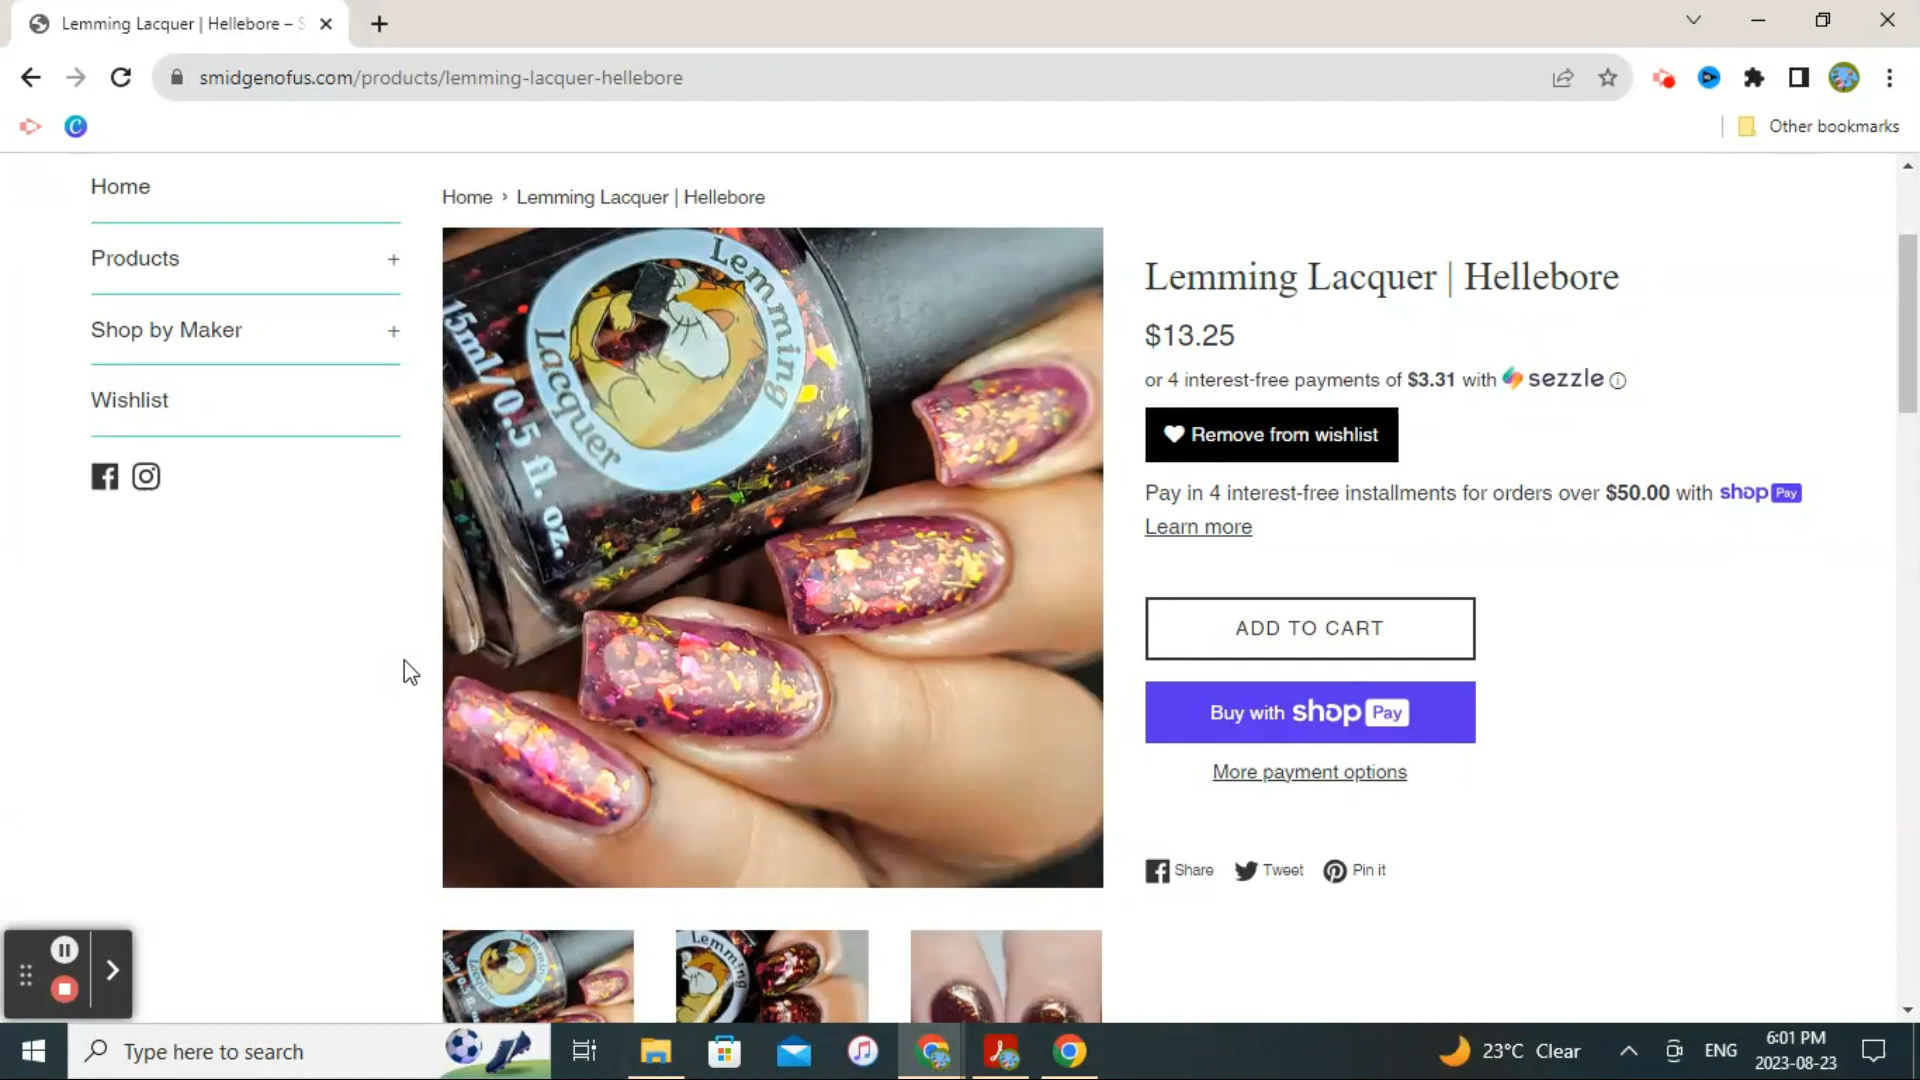 Lemming Lacquer | Hellebore – S
smidgenofus.com/products/lemming-lacquer-hellebore
Other bookmarks
Home
Products +
Shop by Maker +
Wishlist
Home › Lemming Lacquer | Hellebore
Lemming
Lacquer
15ml/0.5 fl. oz.
Lemming Lacquer | Hellebore
$13.25
or 4 interest-free payments of $3.31 with sezzle
Remove from wishlist
Pay in 4 interest-free installments for orders over $50.00 with shop Pay
Learn more
ADD TO CART
Buy with shop Pay
More payment options
Share Tweet Pin it
Lemming
Type here to search
23°C Clear
ENG
6:01 PM
2023-08-23